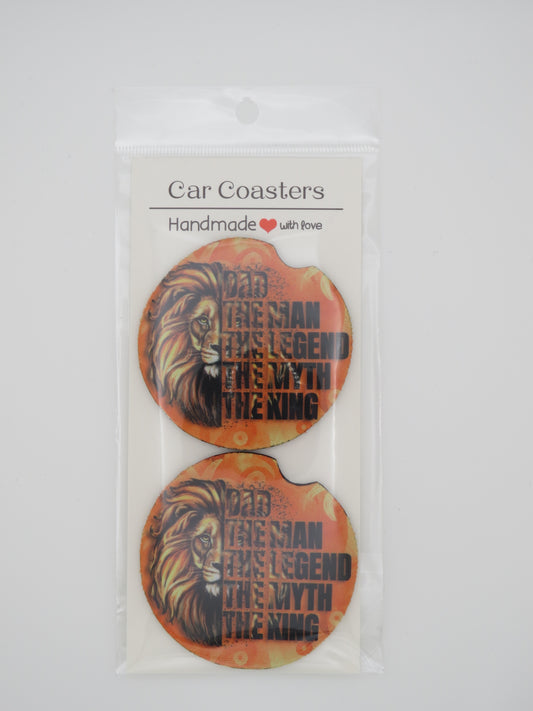 Car Coasters
Handmade with love
DAD
THE MAN
THE LEGEND
THE MYTH
THE KING
DAD
THE MAN
THE LEGEND
THE MYTH
THE KING